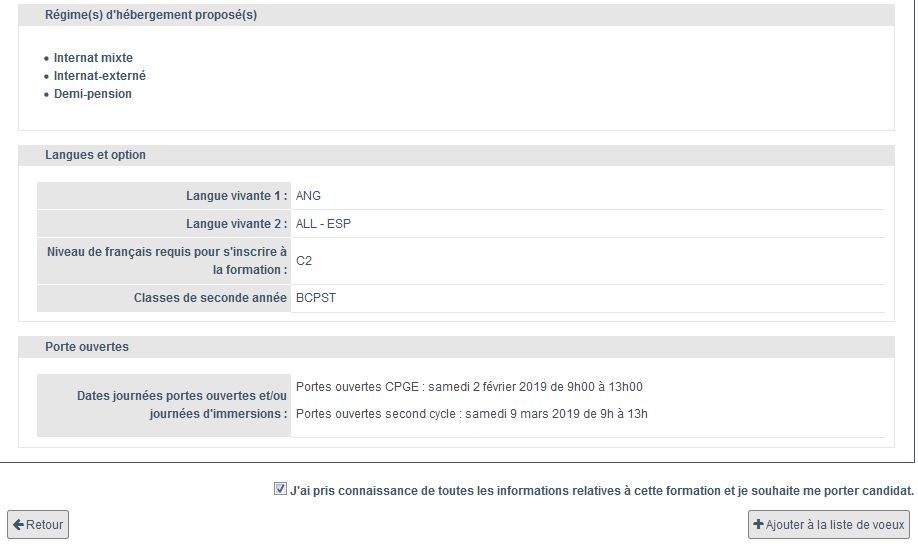 Régime(s) d'hébergement proposé(s)
Internat mixte
Internat-externé
Demi-pension
Langues et option
Langue vivante 1 : ANG
Langue vivante 2 : ALL - ESP
Niveau de français requis pour s'inscrire à
la formation : C2
Classes de seconde année BCPST
Porte ouvertes
Dates journées portes ouvertes et/ou
journées d'immersions :
Portes ouvertes CPGE : samedi 2 février 2019 de 9h00 à 13h00
Portes ouvertes second cycle : samedi 9 mars 2019 de 9h à 13h
J'ai pris connaissance de toutes les informations relatives à cette formation et je souhaite me porter candidat.
Retour
Ajouter à la liste de voeux